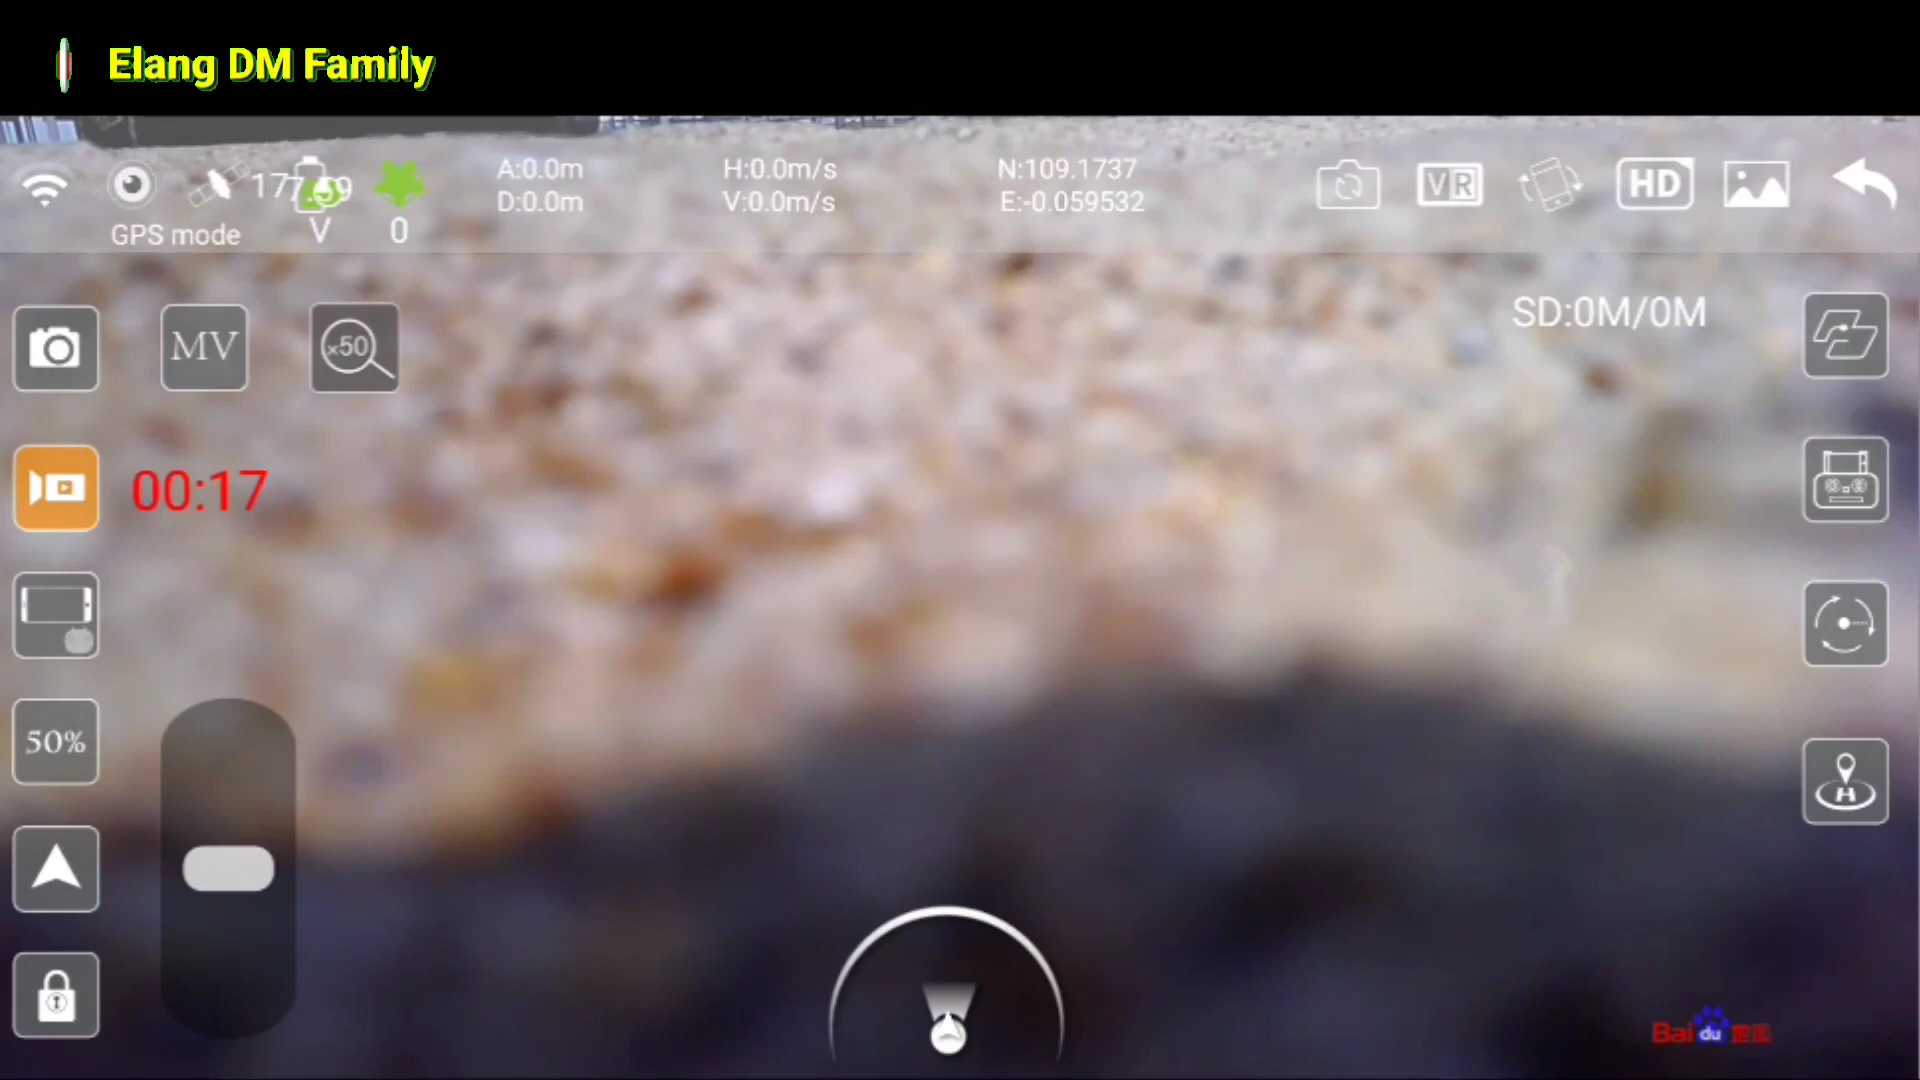 Elang DM Family
A:0.0m
H:0.0m/s
N:109.1737
D:0.0m
V:0.0m/s
E:-0.059532
GPS mode
V
0
VR
HD
SD:0M/0M
MV
x50
00:17
50%
H
Baidu